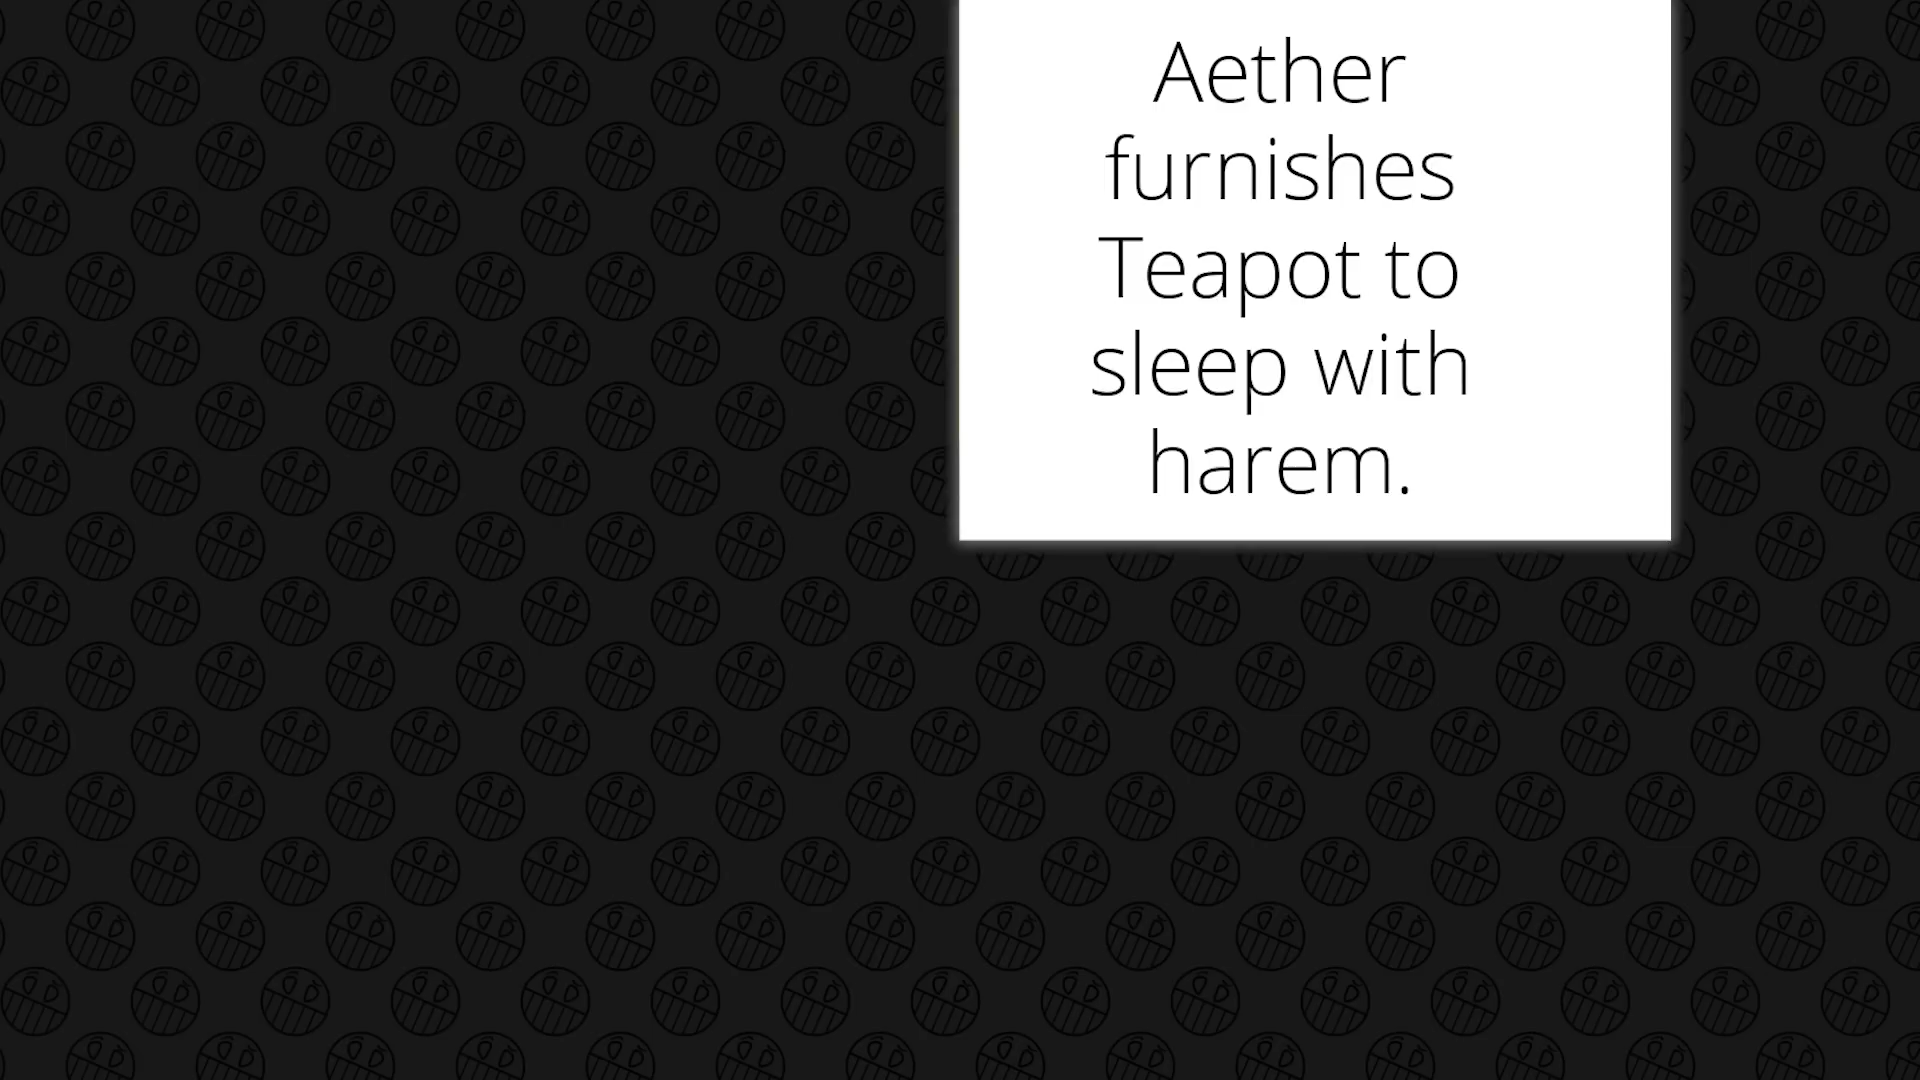 Aether
furnishes
Teapot to
sleep with
harem.